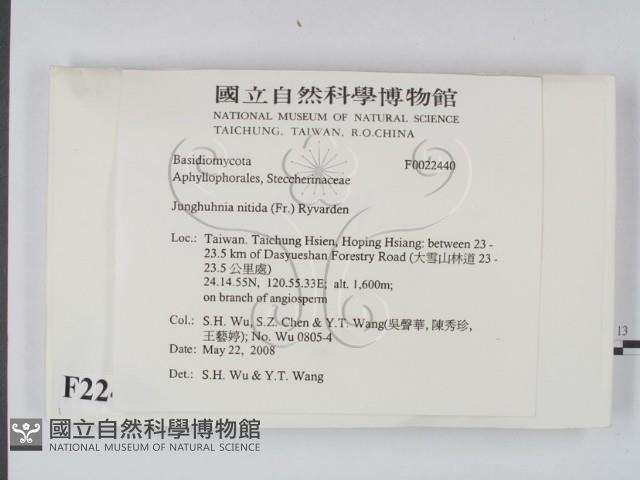 國立自然科學博物館
NATIONAL MUSEUM OF NATURAL SCIENCE
TAICHUNG, TAIWAN, R.O.CHINA
Basidiomycota F0022440
Aphyllophorales, Steccherinaceae
Junghuhnia nitida (Fr.) Ryvarden
Loc.: Taiwan. Taichung Hsien, Hoping Hsiang: between 23 -
23.5 km of Dasyueshan Forestry Road (大雪山林道 23 -
23.5 公里處)
24.14.55N, 120.55.33E; alt. 1,600m;
on branch of angiosperm
Col.: S.H. Wu, S.Z. Chen & Y.T. Wang(吳聲華, 陳秀珍,
王藝婷); No. Wu 0805-4
Date: May 22, 2008
Det.: S.H. Wu & Y.T. Wang
F22
13
國立自然科學博物館
NATIONAL MUSEUM OF NATURAL SCIENCE